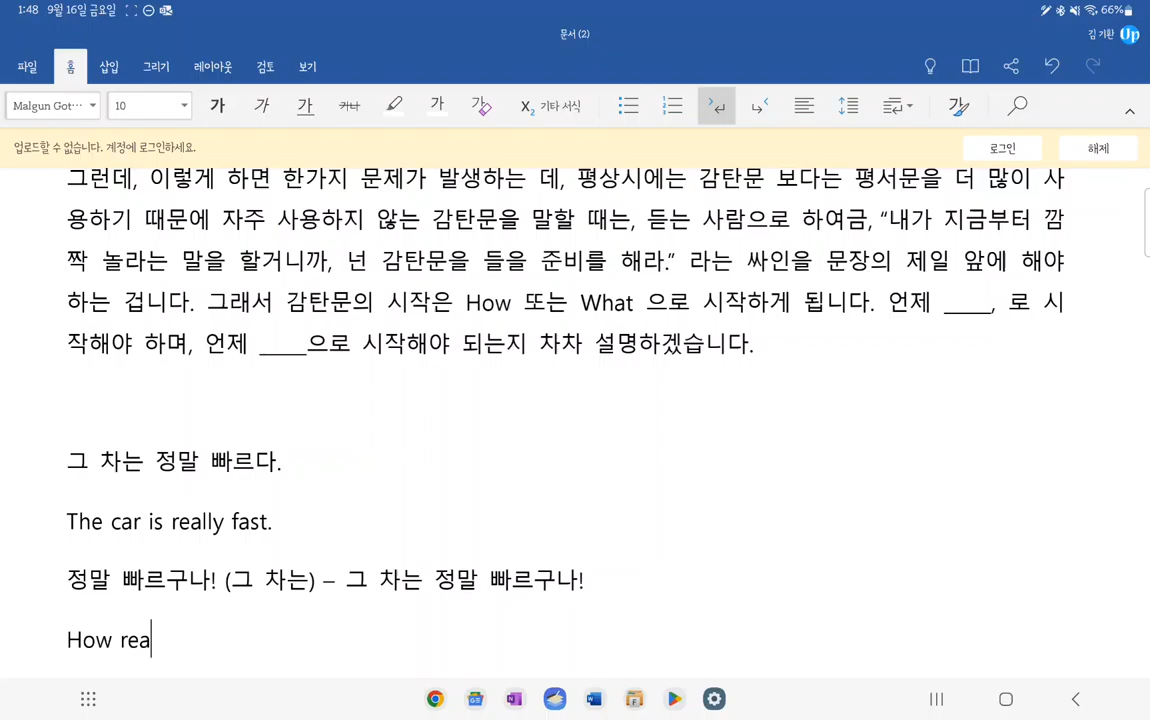 1:48 9월 16일 금요일 66%
문서 (2)
김 기환 Up
파일 홈 삽입 그리기 레이아웃 검토 보기
Malgun Got··· 10 가 가 가 가나 가 가 X₂ 기타 서식 가
업로드할 수 없습니다. 계정에 로그인하세요. 로그인 해제
그런데, 이렇게 하면 한가지 문제가 발생하는 데, 평상시에는 감탄문 보다는 평서문을 더 많이 사
용하기 때문에 자주 사용하지 않는 감탄문을 말할 때는, 듣는 사람으로 하여금, “내가 지금부터 깜
짝 놀라는 말을 할거니까, 넌 감탄문을 들을 준비를 해라.” 라는 싸인을 문장의 제일 앞에 해야
하는 겁니다. 그래서 감탄문의 시작은 How 또는 What 으로 시작하게 됩니다. 언제 ____, 로 시
작해야 하며, 언제 ____으로 시작해야 되는지 차차 설명하겠습니다.
그 차는 정말 빠르다.
The car is really fast.
정말 빠르구나! (그 차는) – 그 차는 정말 빠르구나!
How rea